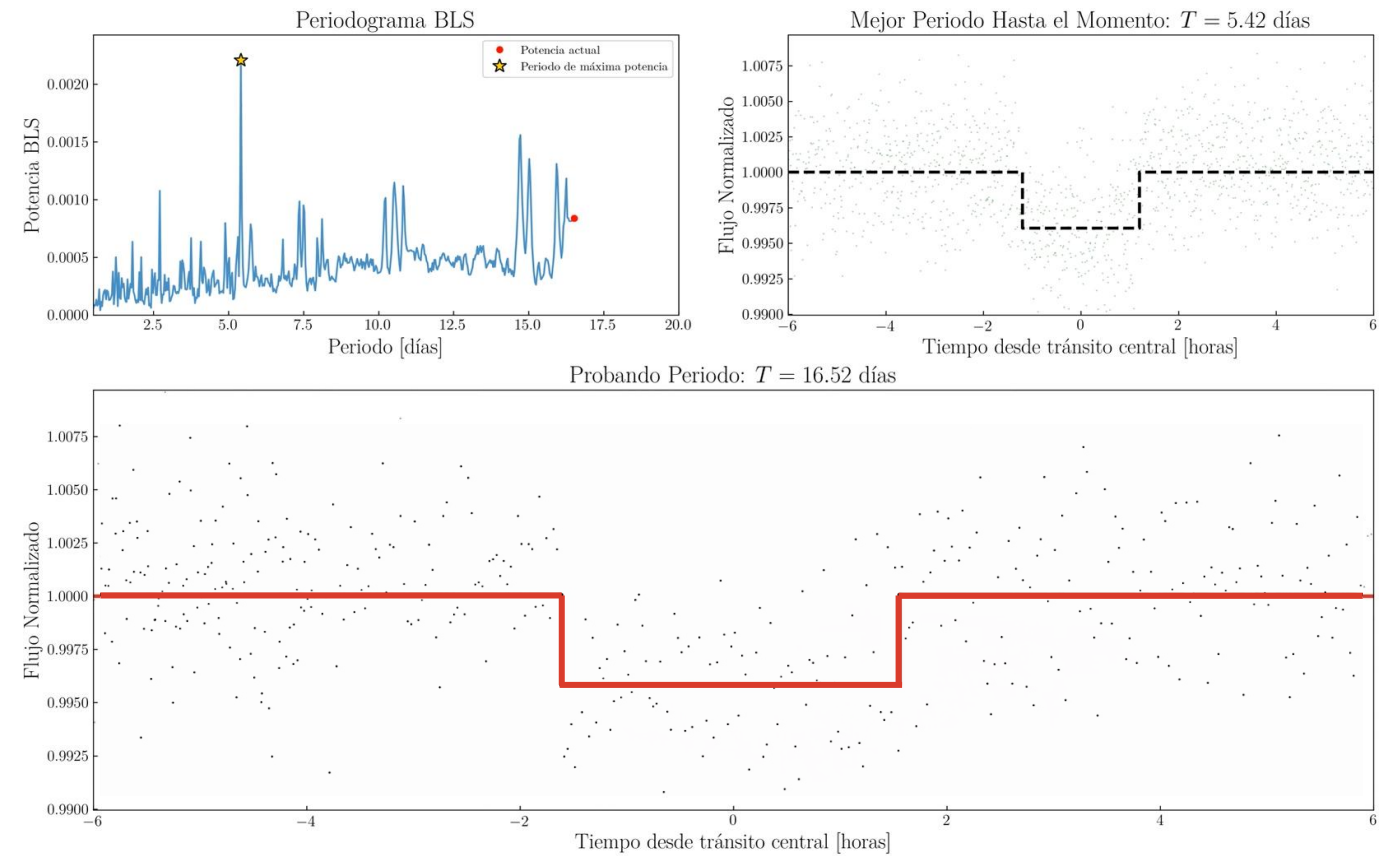 Periodograma BLS
Potencia BLS
0.0020
0.0015
0.0010
0.0005
0.0000
2.5 5.0 7.5 10.0 12.5 15.0 17.5 20.0
Periodo [días]
Potencia actual
Periodo de máxima potencia
Mejor Periodo Hasta el Momento: T = 5.42 días
Flujo Normalizado
1.0075
1.0050
1.0025
1.0000
0.9975
0.9950
0.9925
0.9900
−6 −4 −2 0 2 4 6
Tiempo desde tránsito central [horas]
Probando Periodo: T = 16.52 días
Flujo Normalizado
1.0075
1.0050
1.0025
1.0000
0.9975
0.9950
0.9925
0.9900
−6 −4 −2 0 2 4 6
Tiempo desde tránsito central [horas]